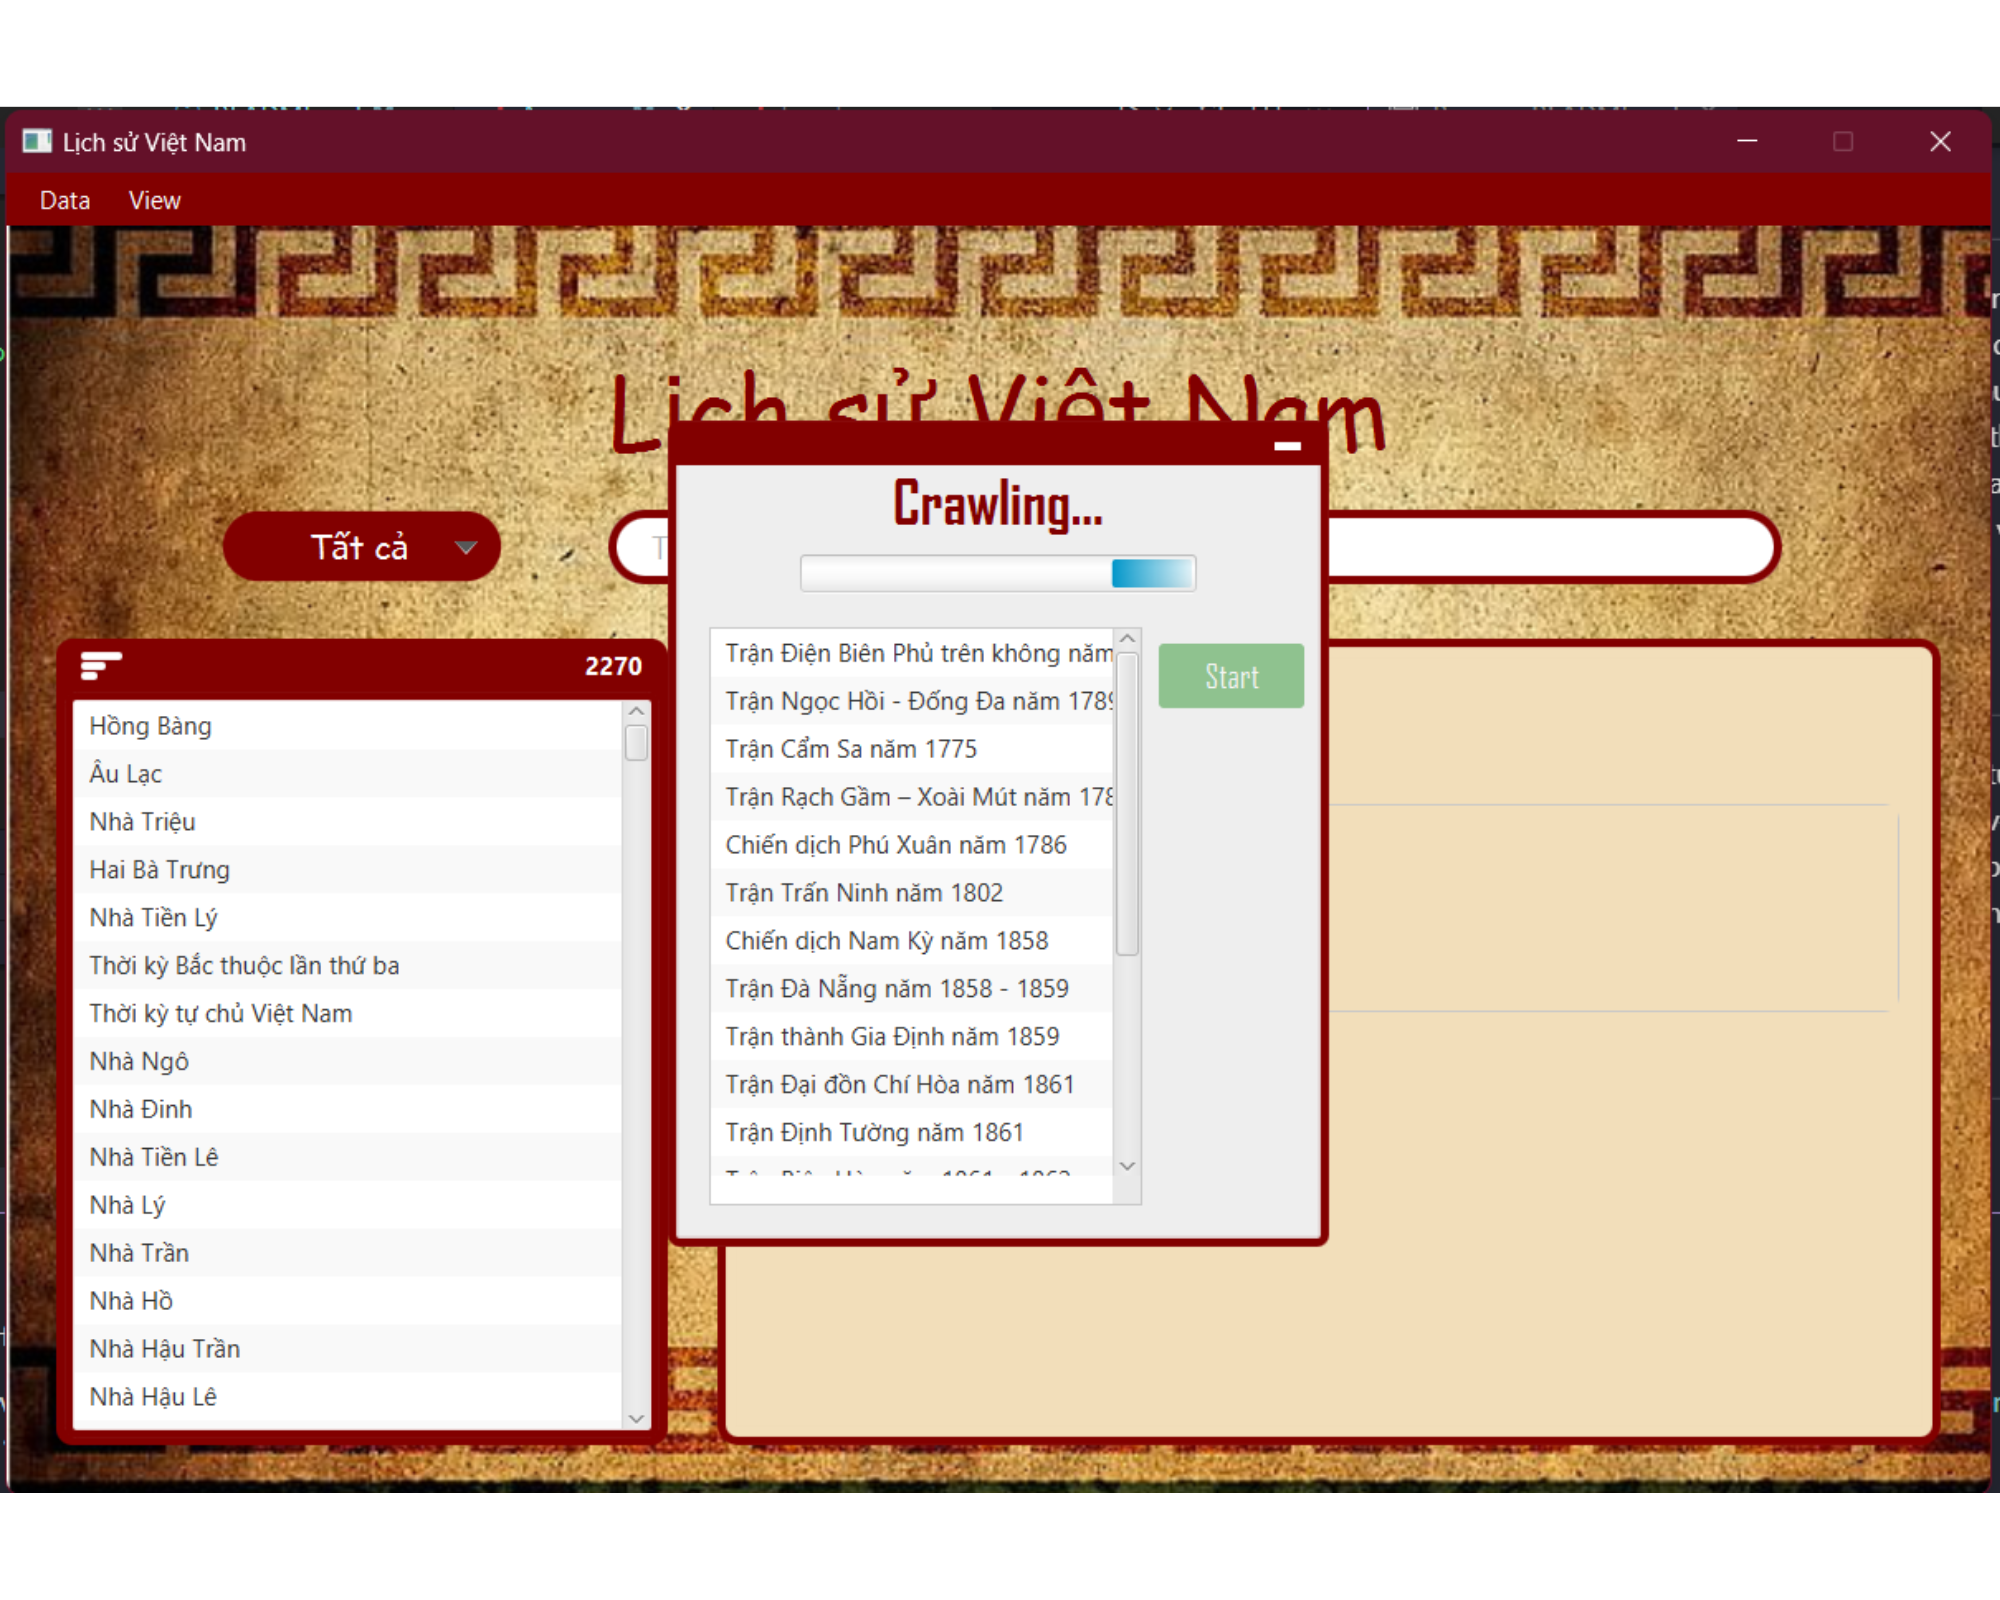 Lịch sử Việt Nam
Data View
Lịch sử Việt Nam
Tất cả
2270
Hồng Bàng
Âu Lạc
Nhà Triệu
Hai Bà Trưng
Nhà Tiền Lý
Thời kỳ Bắc thuộc lần thứ ba
Thời kỳ tự chủ Việt Nam
Nhà Ngô
Nhà Đinh
Nhà Tiền Lê
Nhà Lý
Nhà Trần
Nhà Hồ
Nhà Hậu Trần
Nhà Hậu Lê
Crawling...
Trận Điện Biên Phủ trên không năm
Trận Ngọc Hồi - Đống Đa năm 1789
Trận Cẩm Sa năm 1775
Trận Rạch Gầm – Xoài Mút năm 178
Chiến dịch Phú Xuân năm 1786
Trận Trấn Ninh năm 1802
Chiến dịch Nam Kỳ năm 1858
Trận Đà Nẵng năm 1858 - 1859
Trận thành Gia Định năm 1859
Trận Đại đồn Chí Hòa năm 1861
Trận Định Tường năm 1861
Start